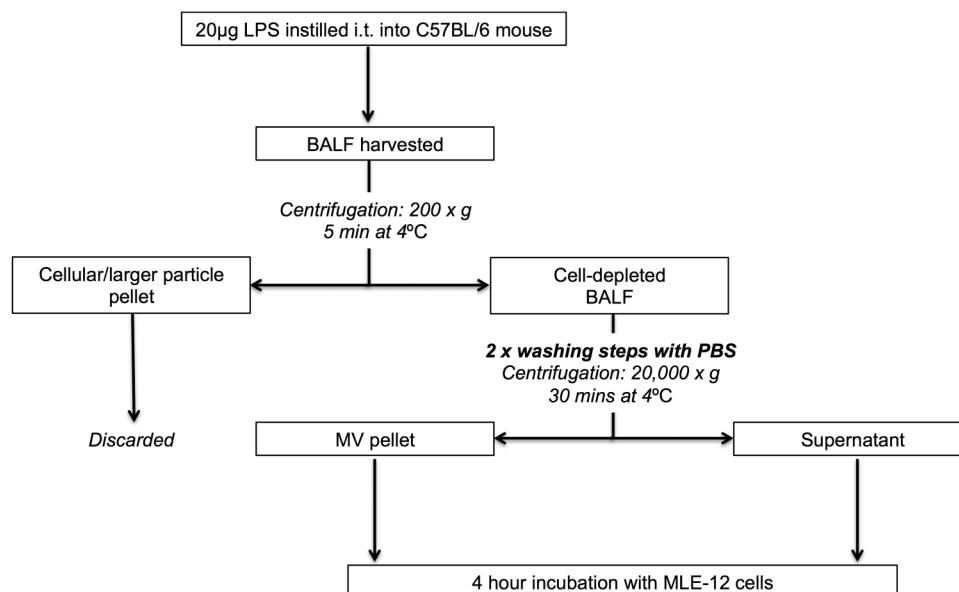 20µg LPS instilled i.t. into C57BL/6 mouse
BALF harvested
Centrifugation: 200 x g
5 min at 4ºC
Cellular/larger particle
pellet
Cell-depleted
BALF
2 x washing steps with PBS
Centrifugation: 20,000 x g
30 mins at 4ºC
Discarded
MV pellet
Supernatant
4 hour incubation with MLE-12 cells